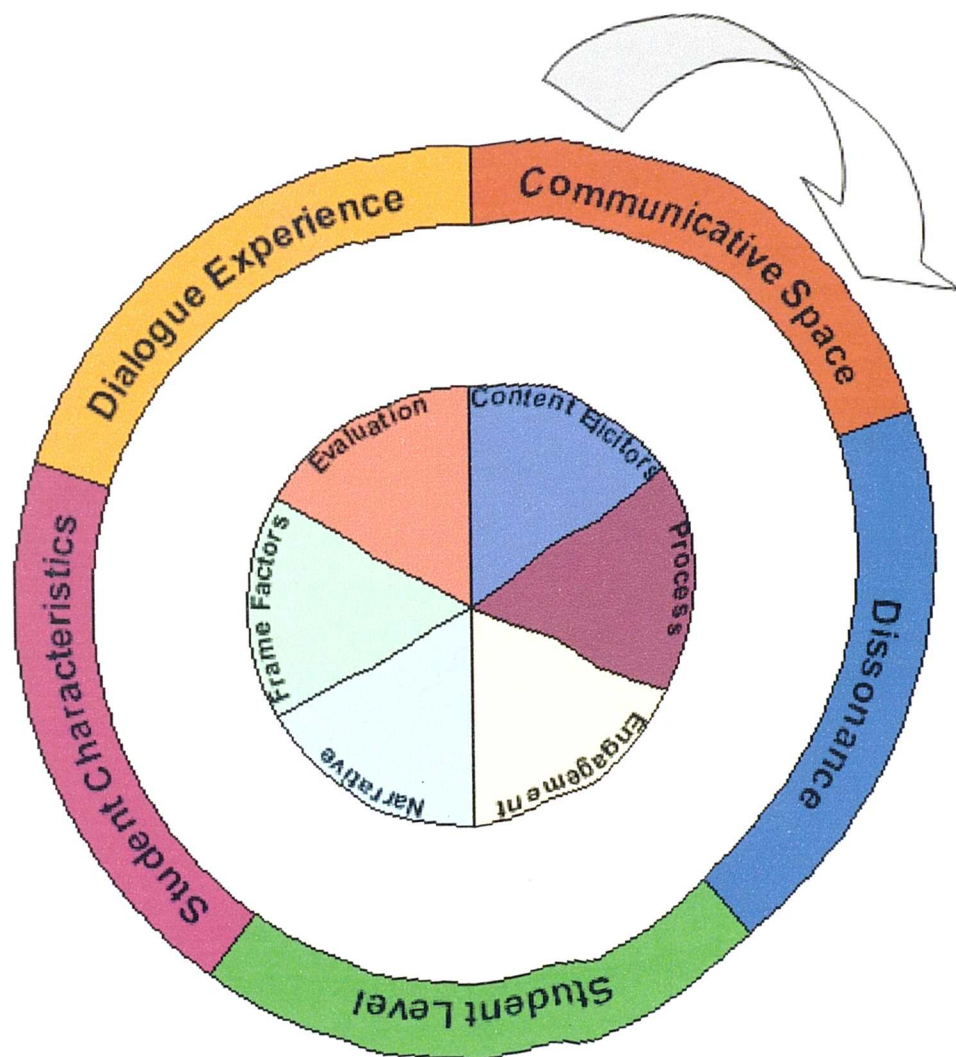 Communicative Space
Dissonance
Student Level
Student Characteristics
Dialogue Experience
Content Elicitors
Process
Engagement
Narrative
Frame Factors
Evaluation